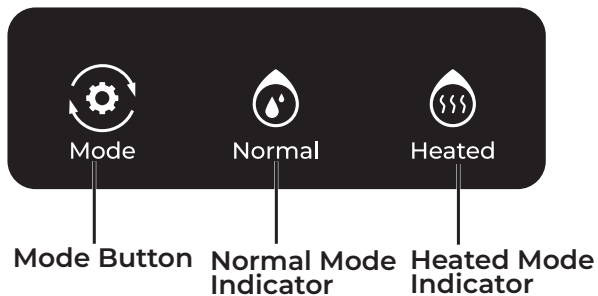 Mode Normal Heated
Mode Button
Normal Mode
Indicator
Heated Mode
Indicator